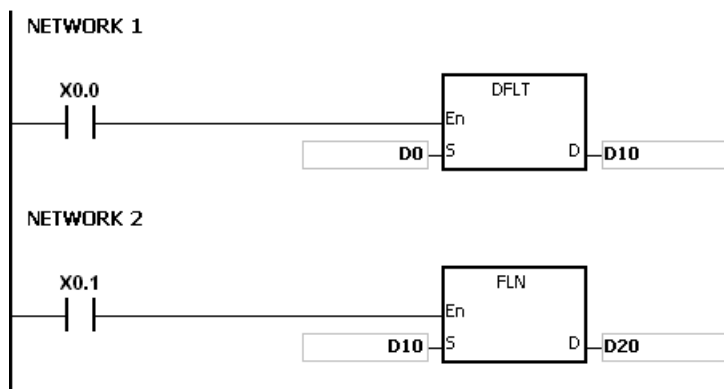 NETWORK 1
X0.0
DFLT
En
D0 S D D10
NETWORK 2
X0.1
FLN
En
D10 S D D20